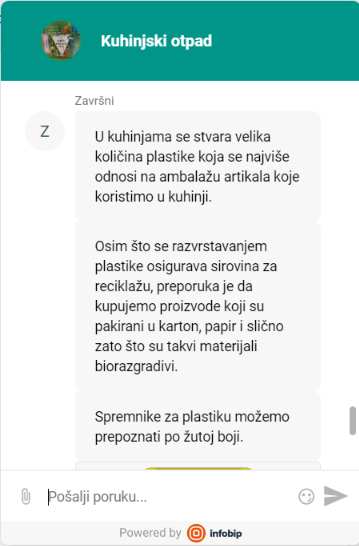 Kuhinjski otpad
Završni
Z
U kuhinjama se stvara velika
količina plastike koja se najviše
odnosi na ambalažu artikala koje
koristimo u kuhinji.
Osim što se razvrstavanjem
plastike osigurava sirovina za
reciklažu, preporuka je da
kupujemo proizvode koji su
pakirani u karton, papir i slično
zato što su takvi materijali
biorazgradivi.
Spremnike za plastiku možemo
prepoznati po žutoj boji.
Pošalji poruku...
Powered by infobip